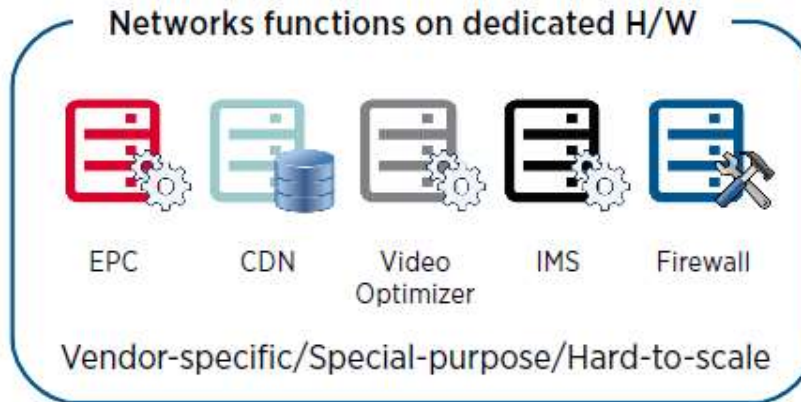 Networks functions on dedicated H/W
EPC
CDN
Video
Optimizer
IMS
Firewall
Vendor-specific/Special-purpose/Hard-to-scale